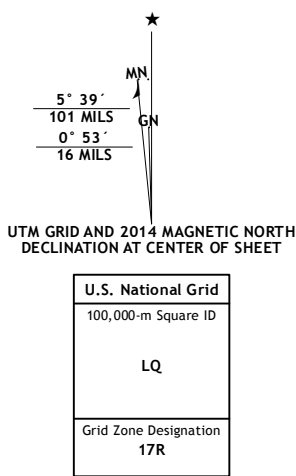 MN
5° 39´
101 MILS
GN
0° 53´
16 MILS
UTM GRID AND 2014 MAGNETIC NORTH
DECLINATION AT CENTER OF SHEET
U.S. National Grid
100,000-m Square ID
LQ
Grid Zone Designation
17R